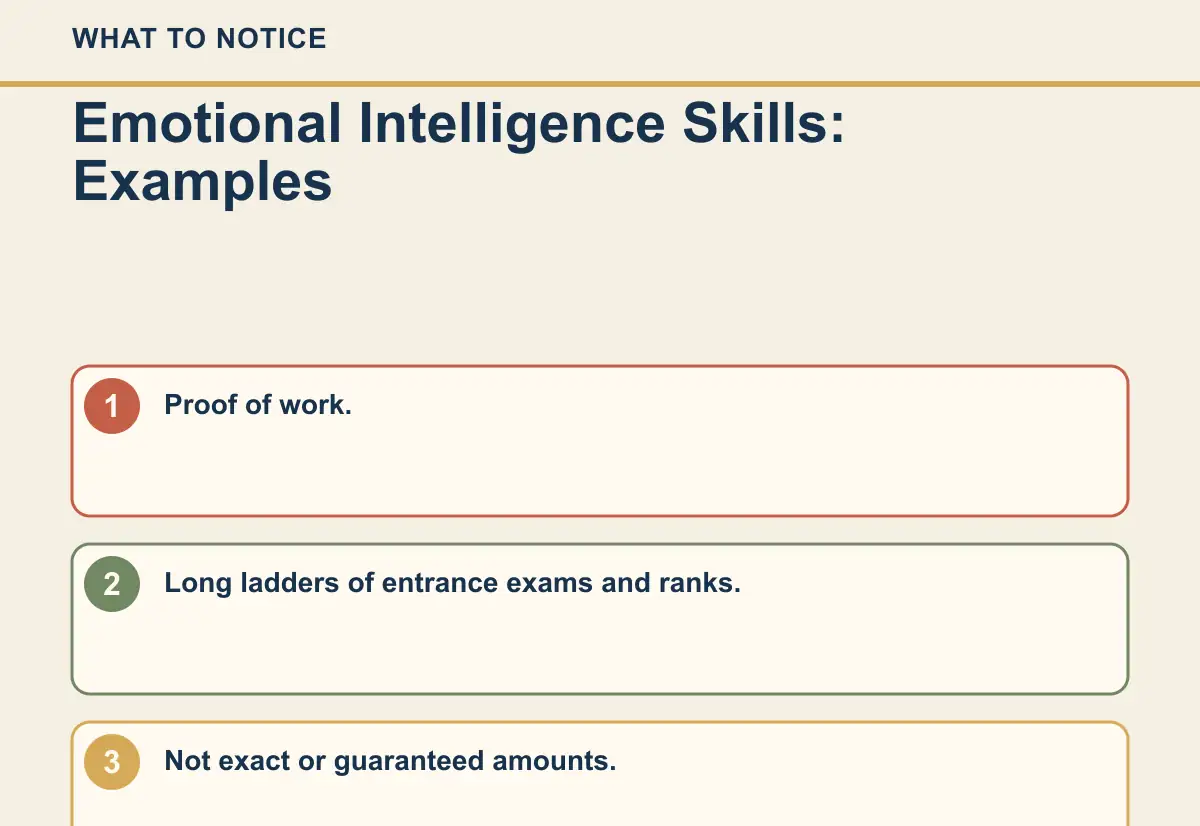 WHAT TO NOTICE
Emotional Intelligence Skills:
Examples
1 Proof of work.
2 Long ladders of entrance exams and ranks.
3 Not exact or guaranteed amounts.